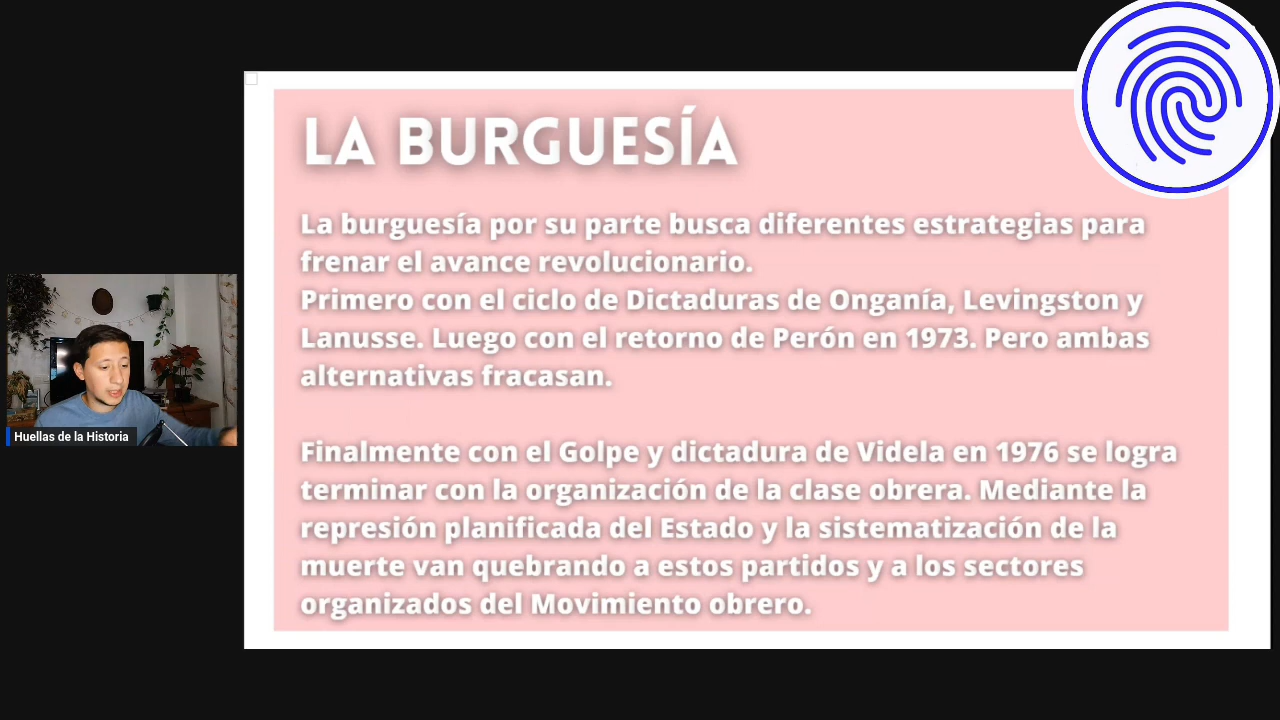 LA BURGUESÍA
La burguesía por su parte busca diferentes estrategias para
frenar el avance revolucionario.
Primero con el ciclo de Dictaduras de Onganía, Levingston y
Lanusse. Luego con el retorno de Perón en 1973. Pero ambas
alternativas fracasan.
Finalmente con el Golpe y dictadura de Videla en 1976 se logra
terminar con la organización de la clase obrera. Mediante la
represión planificada del Estado y la sistematización de la
muerte van quebrando a estos partidos y a los sectores
organizados del Movimiento obrero.
Huellas de la Historia